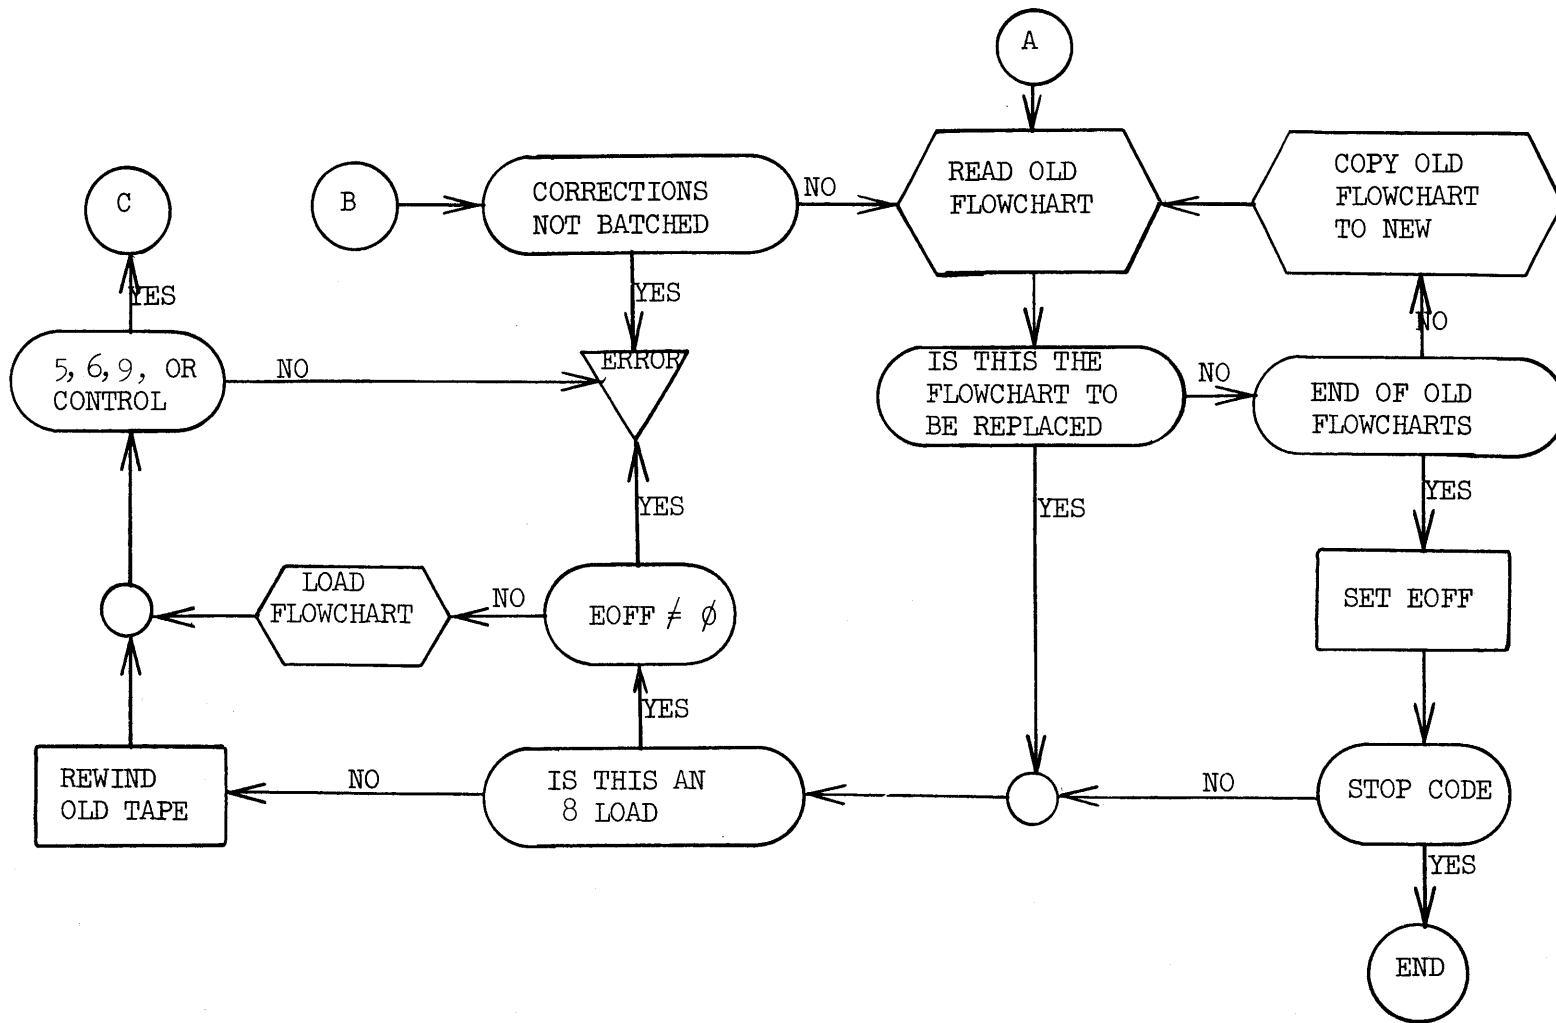 A
READ OLD
FLOWCHART
COPY OLD
FLOWCHART
TO NEW
C
B
CORRECTIONS
NOT BATCHED
NO
YES
YES
NO
5, 6, 9, OR
CONTROL
NO
ERROR
IS THIS THE
FLOWCHART TO
BE REPLACED
NO
END OF OLD
FLOWCHARTS
YES
YES
YES
LOAD
FLOWCHART
NO
EOFF ≠ ϕ
SET EOFF
YES
REWIND
OLD TAPE
NO
IS THIS AN
8 LOAD
NO
STOP CODE
YES
END